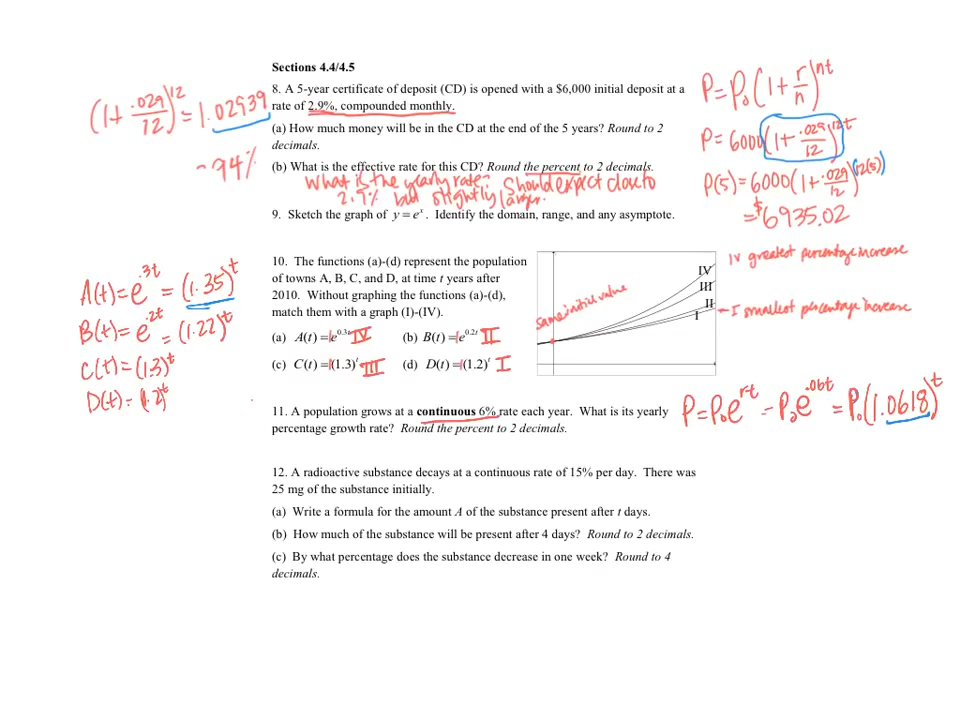 Sections 4.4/4.5
8. A 5-year certificate of deposit (CD) is opened with a $6,000 initial deposit at a
rate of 2.9%, compounded monthly.
(a) How much money will be in the CD at the end of the 5 years? Round to 2
decimals.
(b) What is the effective rate for this CD? Round the percent to 2 decimals.
What is the yearly rate? Should expect close to
2.9% but slightly larger.
(1+ .029/12)^12 = 1.02939
~94%
P=P₀(1+ r/n)^nt
P=6000(1+ .029/12)^12t
P(5)=6000(1+ .029/12)^(12(5))
=$6935.02
9. Sketch the graph of y = e^x. Identify the domain, range, and any asymptote.
10. The functions (a)-(d) represent the population
of towns A, B, C, and D, at time t years after
2010. Without graphing the functions (a)-(d),
match them with a graph (I)-(IV).
(a) A(t) = 1e^0.3t IV (b) B(t) = 1e^0.2t II
(c) C(t) = 1(1.3)^t III (d) D(t) = 1(1.2)^t I
A(t)=e^.3t = (1.35)^t
B(t)=e^.2t = (1.22)^t
C(t)=(1.3)^t
D(t)=(1.2)^t
same initial value
IV
III
II
I
IV greatest percentage increase
I smallest percentage increase
11. A population grows at a continuous 6% rate each year. What is its yearly
percentage growth rate? Round the percent to 2 decimals.
P=P₀e^rt = P₀e^.06t = P₀(1.0618)^t
12. A radioactive substance decays at a continuous rate of 15% per day. There was
25 mg of the substance initially.
(a) Write a formula for the amount A of the substance present after t days.
(b) How much of the substance will be present after 4 days? Round to 2 decimals.
(c) By what percentage does the substance decrease in one week? Round to 4
decimals.